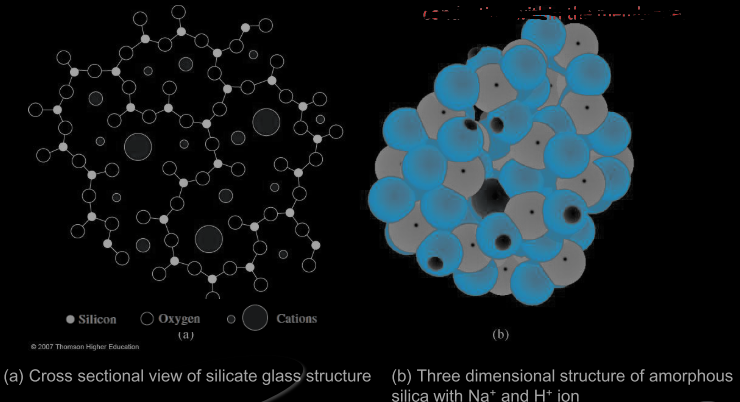 Silicon Oxygen Cations
(a)
(b)
© 2007 Thomson Higher Education
(a) Cross sectional view of silicate glass structure
(b) Three dimensional structure of amorphous
silica with Na⁺ and H⁺ ion